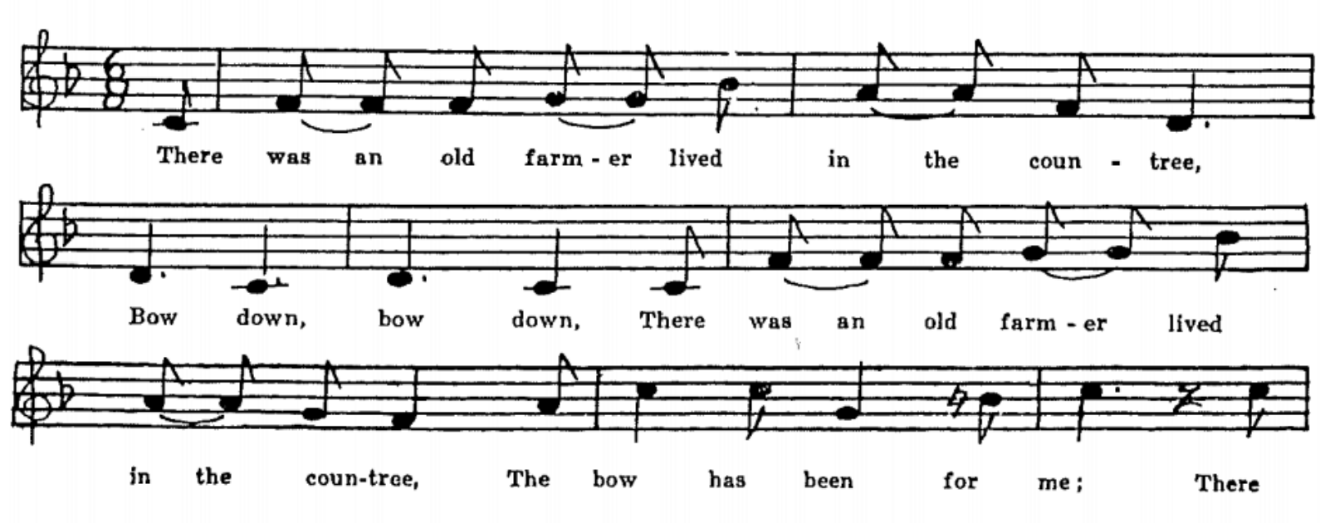 There was an old farm - er lived in the coun - tree,
Bow down, bow down, There was an old farm - er lived
in the coun-tree, The bow has been for me; There